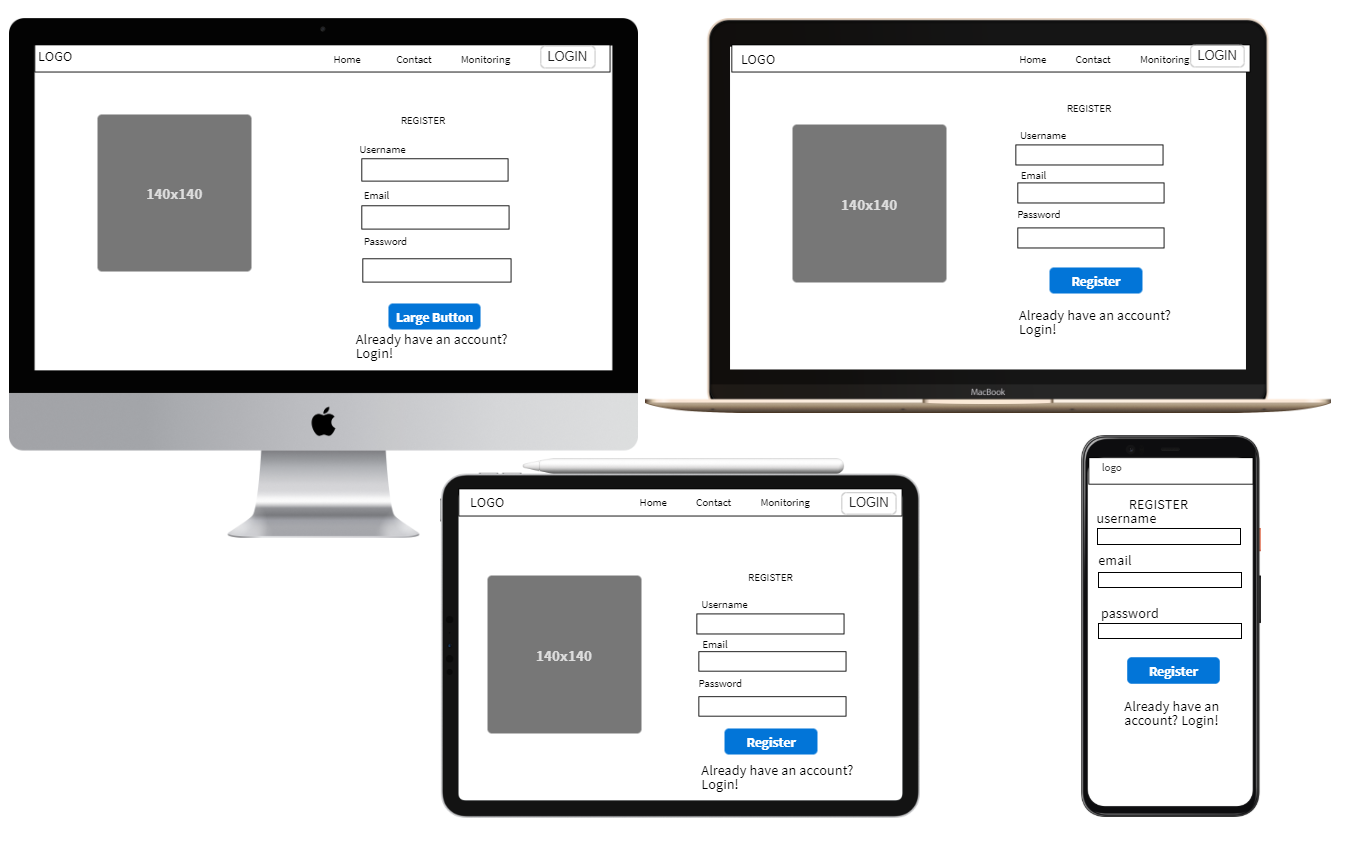 LOGO
Home Contact Monitoring LOGIN
140x140
REGISTER
Username
Email
Password
Large Button
Already have an account?
Login!
LOGO
Home Contact Monitoring LOGIN
140x140
REGISTER
Username
Email
Password
Register
Already have an account?
Login!
MacBook
LOGO
Home Contact Monitoring LOGIN
140x140
REGISTER
Username
Email
Password
Register
Already have an account?
Login!
logo
REGISTER
username
email
password
Register
Already have an
account? Login!